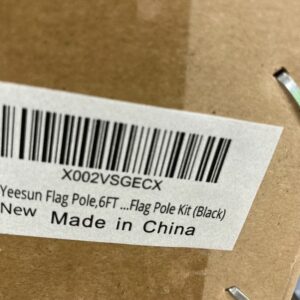 X002VSGECX
Yeesun Flag Pole,6FT ...Flag Pole Kit (Black)
New Made in China